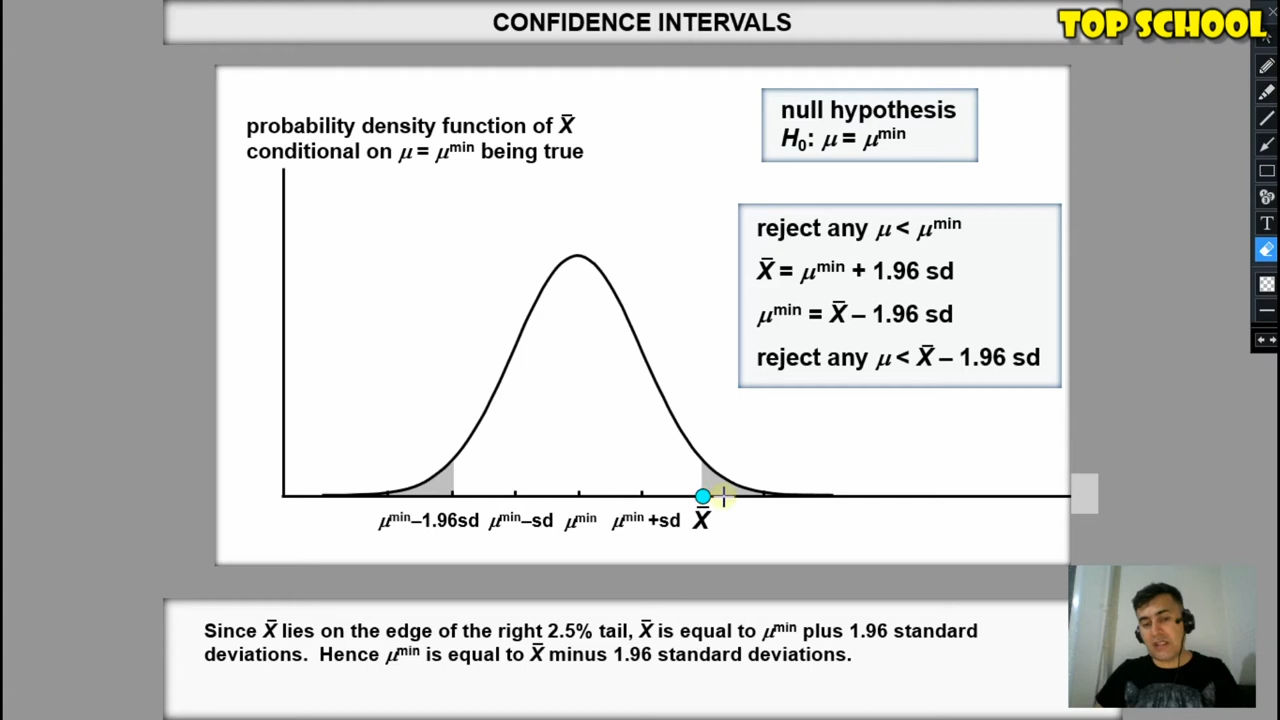 CONFIDENCE INTERVALS
TOP SCHOOL
probability density function of X̄
conditional on μ = μᵐⁱⁿ being true
null hypothesis
H₀: μ = μᵐⁱⁿ
reject any μ < μᵐⁱⁿ
X̄ = μᵐⁱⁿ + 1.96 sd
μᵐⁱⁿ = X̄ – 1.96 sd
reject any μ < X̄ – 1.96 sd
μᵐⁱⁿ–1.96sd μᵐⁱⁿ–sd μᵐⁱⁿ μᵐⁱⁿ +sd X̄
Since X̄ lies on the edge of the right 2.5% tail, X̄ is equal to μᵐⁱⁿ plus 1.96 standard
deviations. Hence μᵐⁱⁿ is equal to X̄ minus 1.96 standard deviations.
T